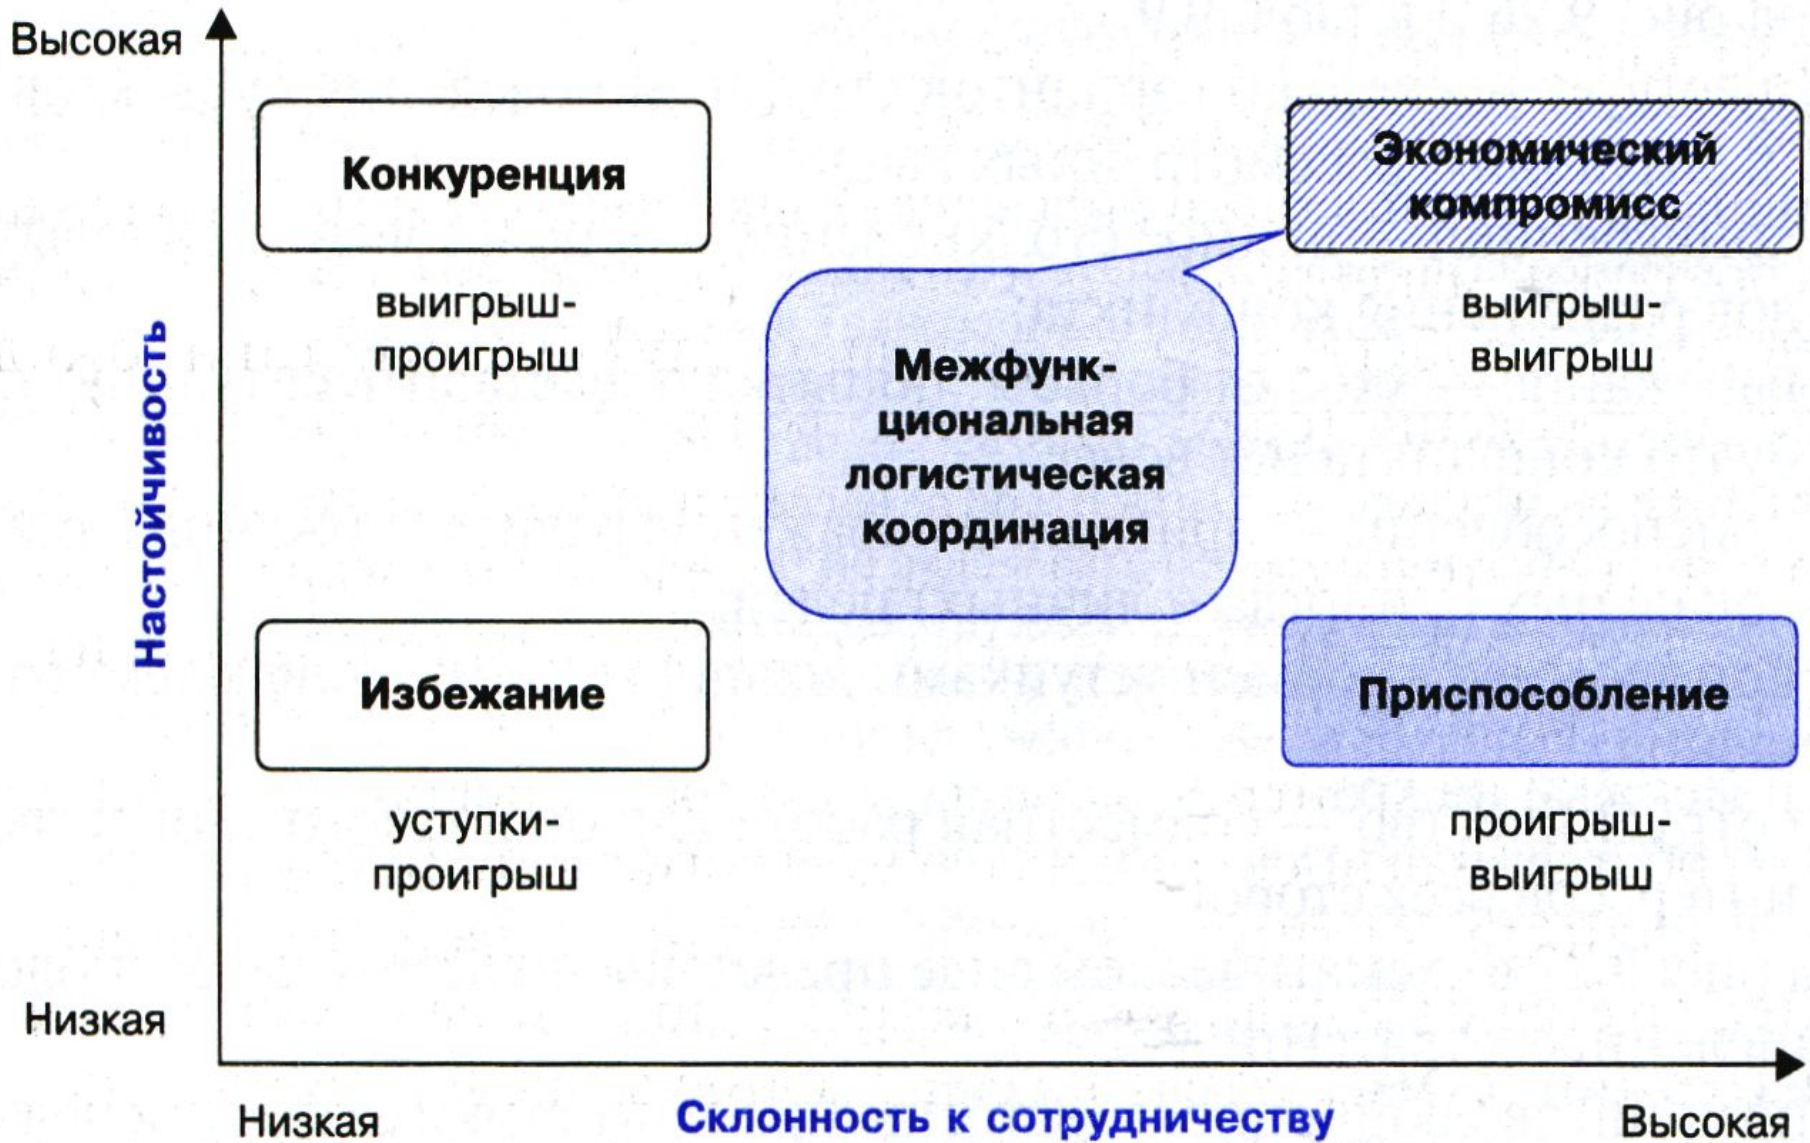 Высокая
Конкуренция
Экономический
компромисс
выигрыш-
проигрыш
выигрыш-
выигрыш
Межфунк-
циональная
логистическая
координация
Настойчивость
Избежание
Приспособление
уступки-
проигрыш
проигрыш-
выигрыш
Низкая
Низкая
Склонность к сотрудничеству
Высокая